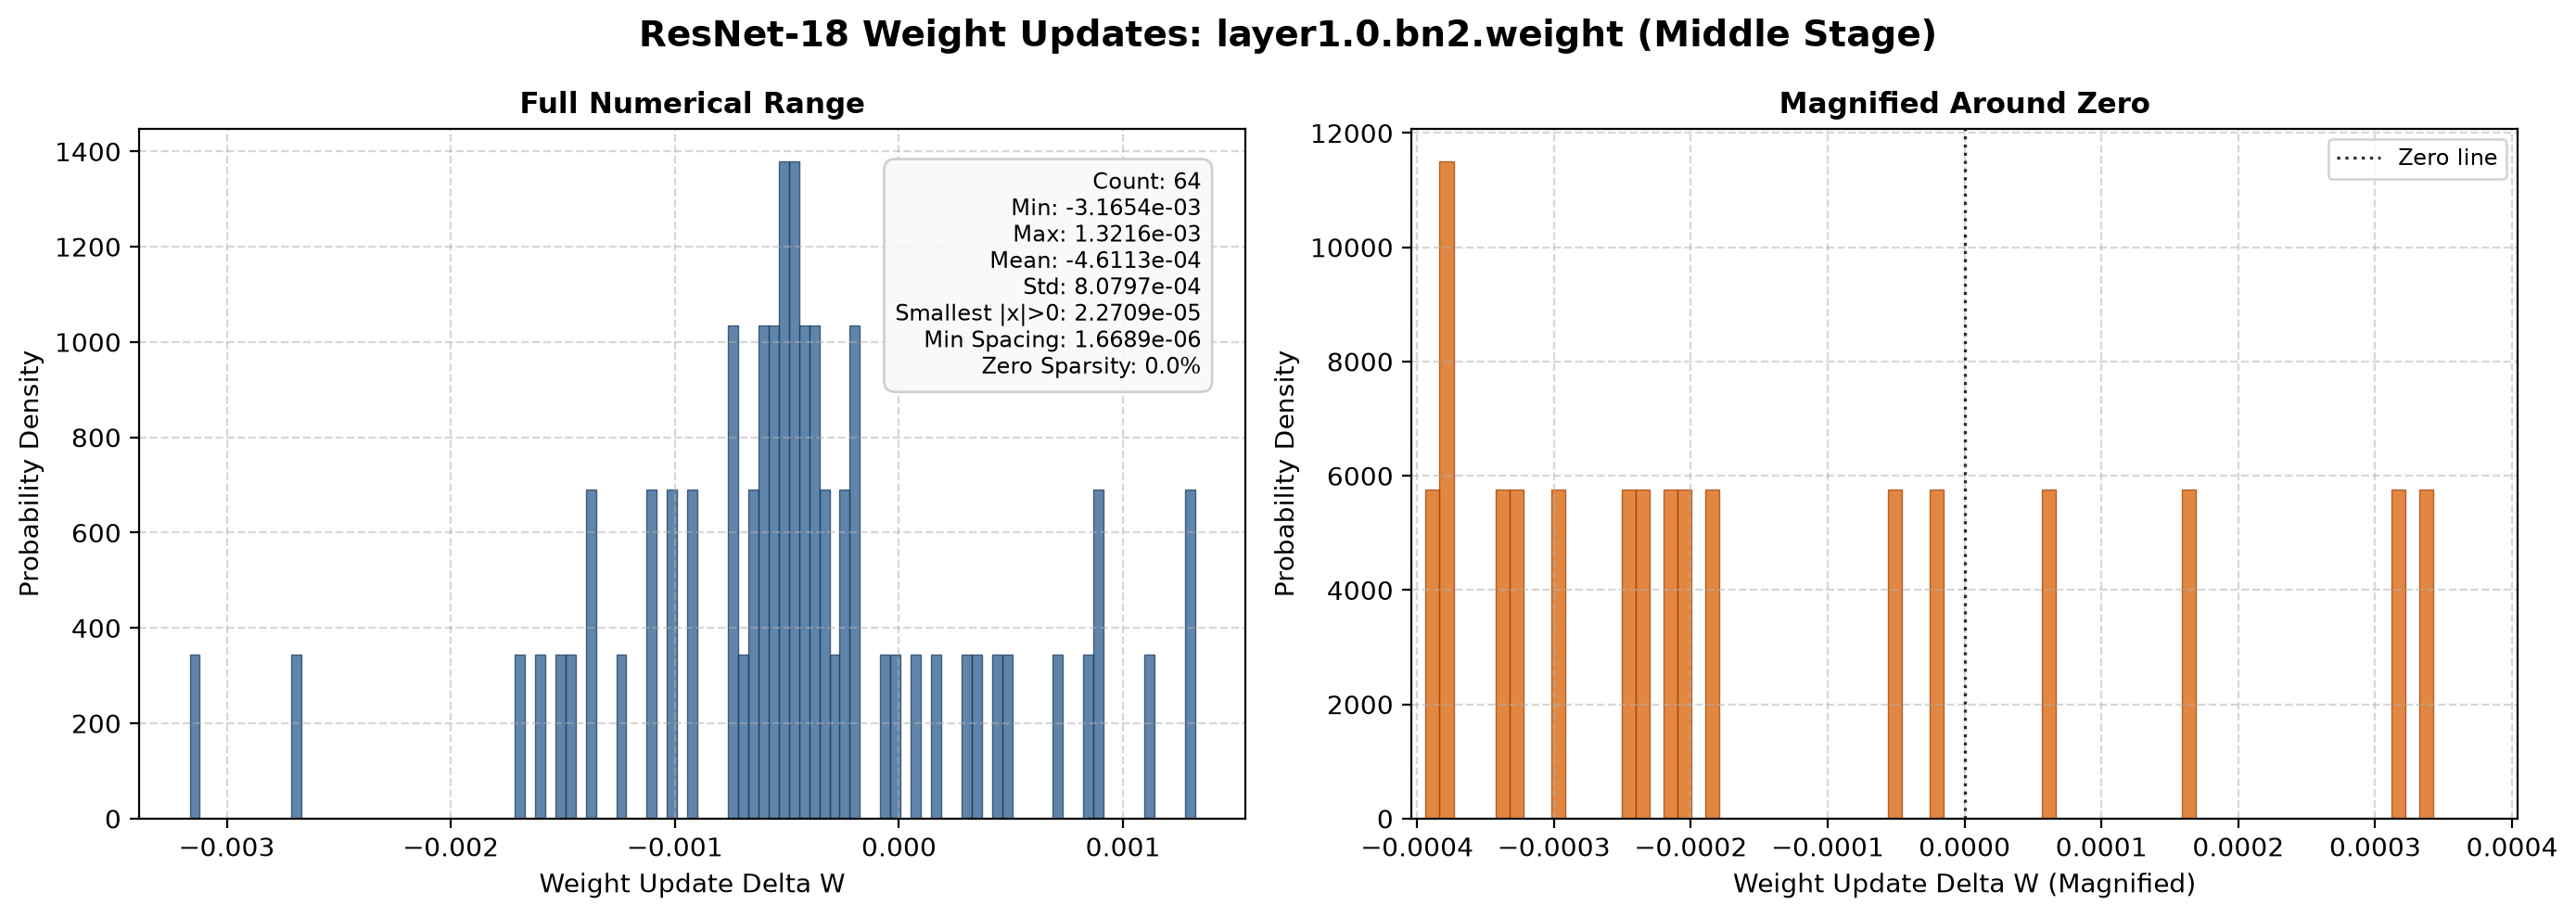 ResNet-18 Weight Updates: layer1.0.bn2.weight (Middle Stage)
Full Numerical Range
1400
1200
1000
800
600
400
200
0
Probability Density
−0.003 −0.002 −0.001 0.000 0.001
Weight Update Delta W
Count: 64
Min: -3.1654e-03
Max: 1.3216e-03
Mean: -4.6113e-04
Std: 8.0797e-04
Smallest |x|>0: 2.2709e-05
Min Spacing: 1.6689e-06
Zero Sparsity: 0.0%
Magnified Around Zero
12000
10000
8000
6000
4000
2000
0
Probability Density
−0.0004 −0.0003 −0.0002 −0.0001 0.0000 0.0001 0.0002 0.0003 0.0004
Weight Update Delta W (Magnified)
Zero line